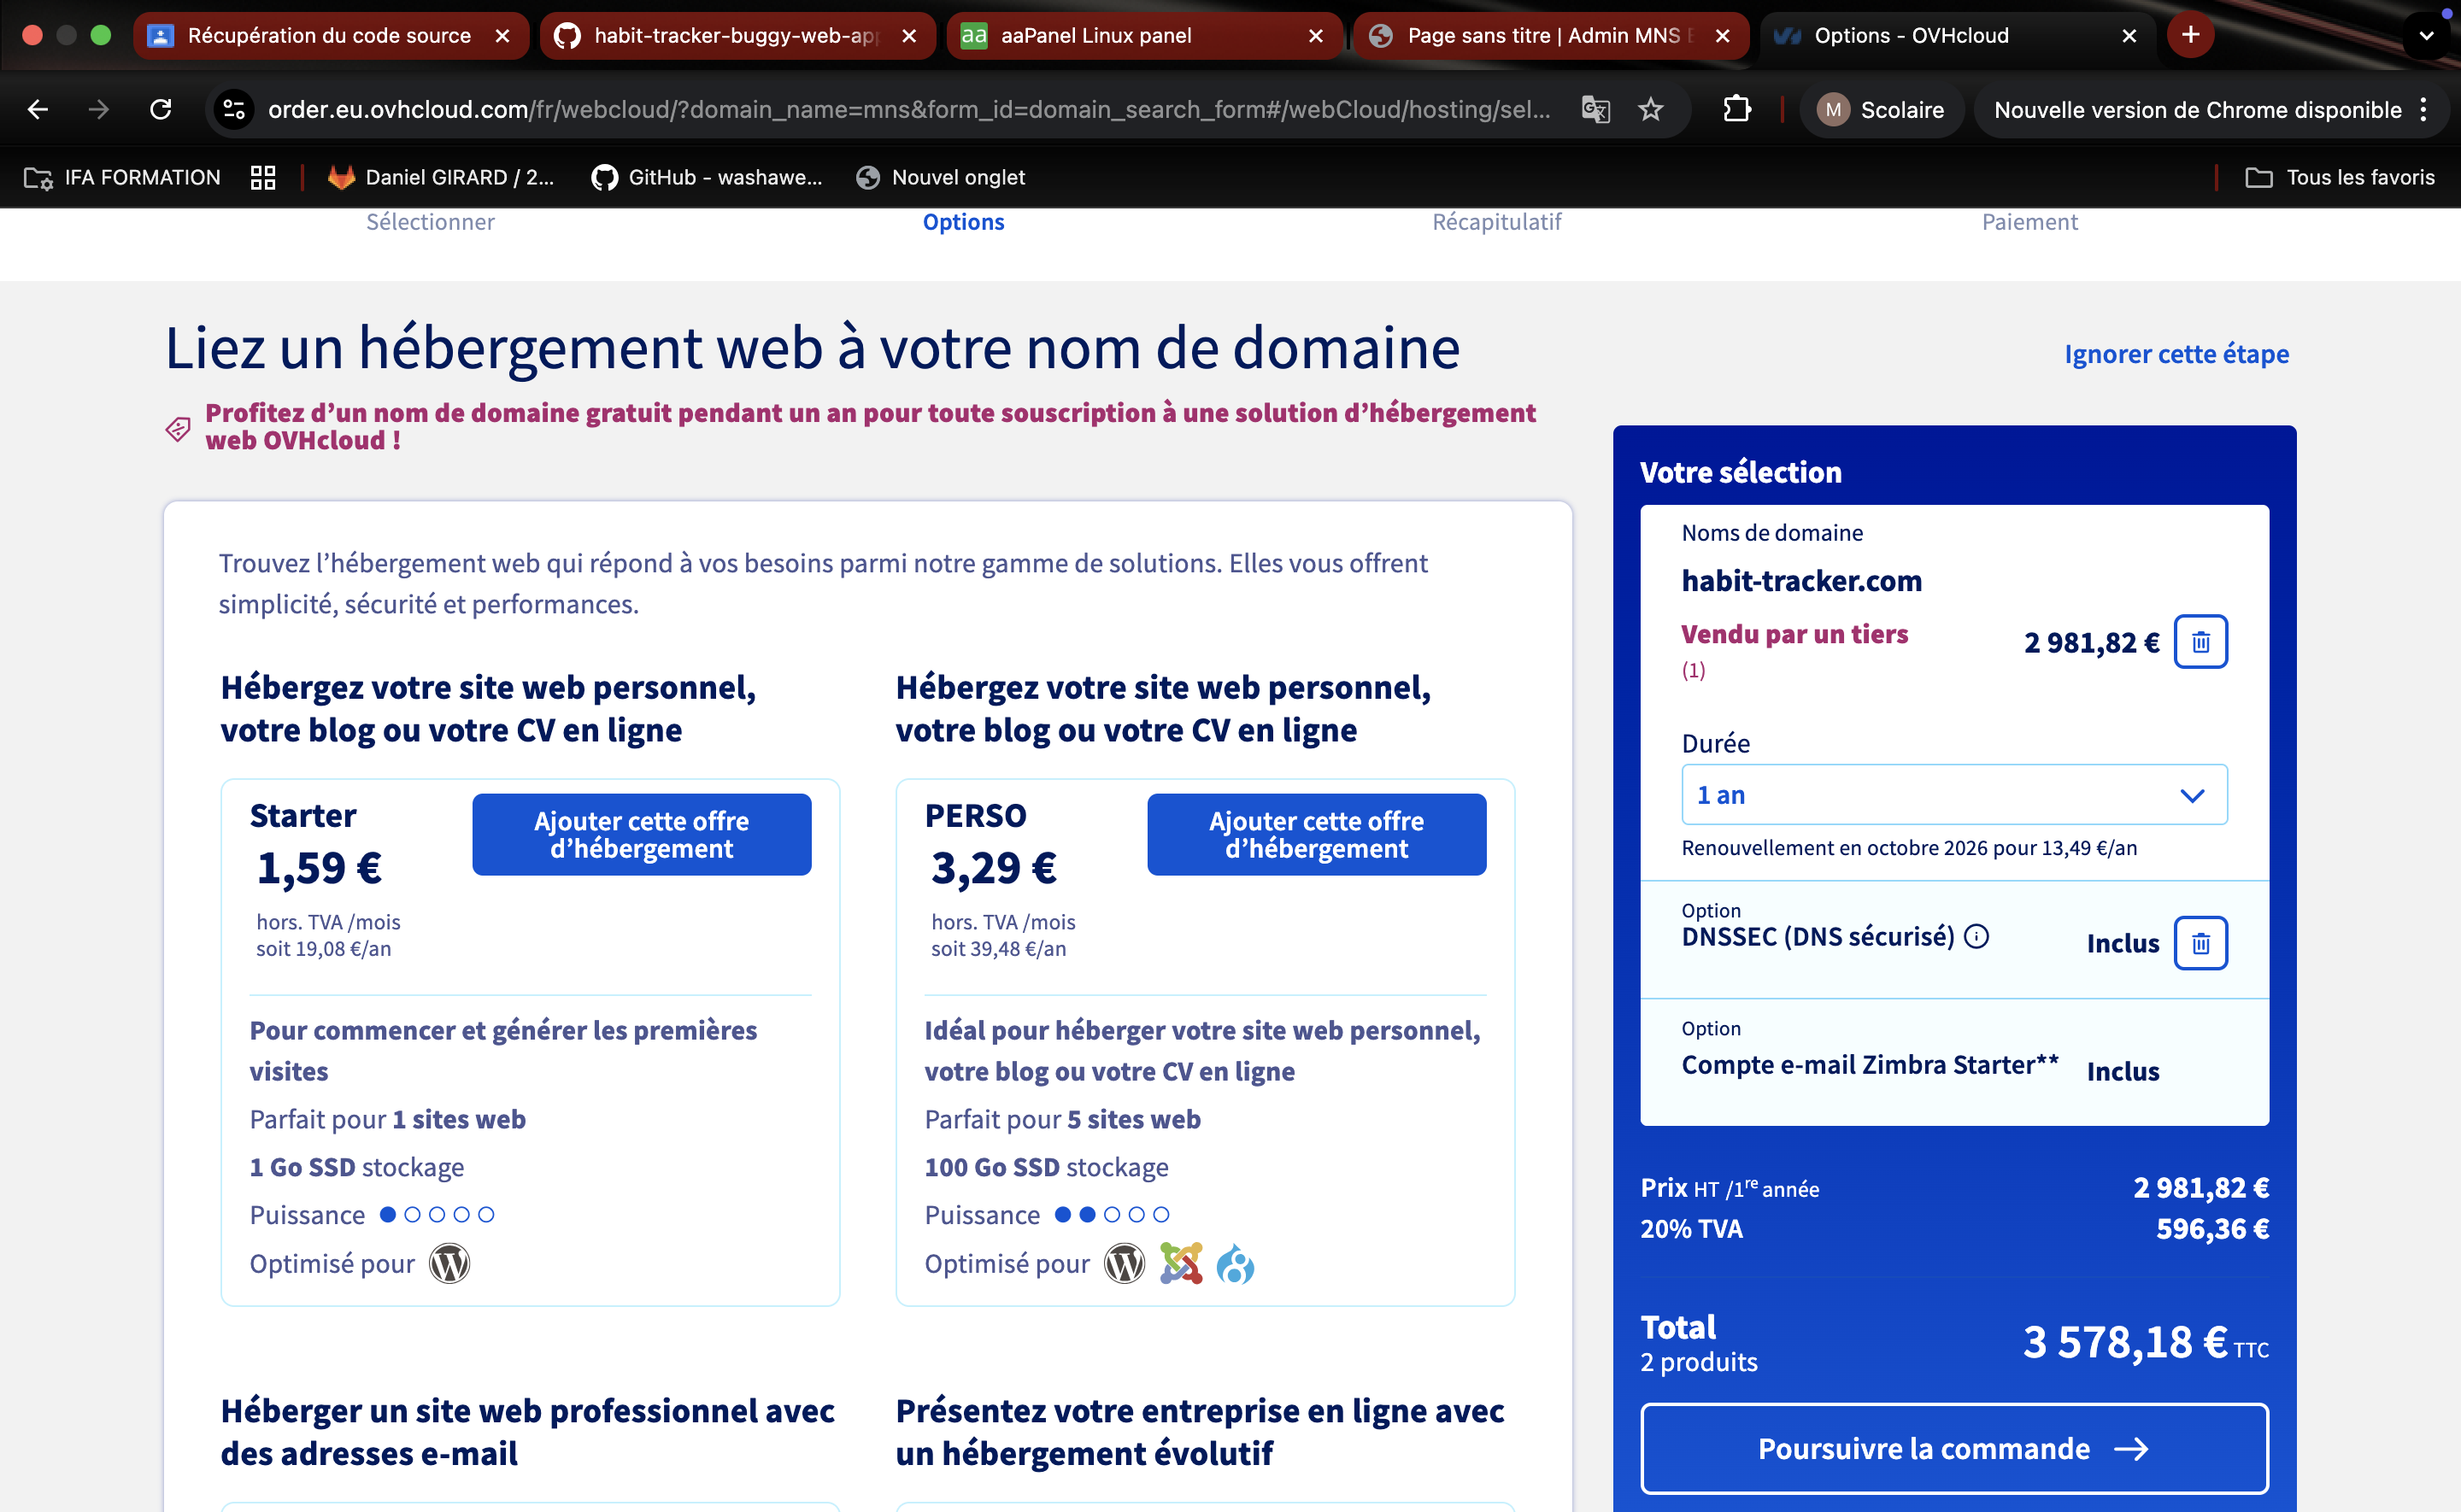 Récupération du code source
habit-tracker-buggy-web-app
aaPanel Linux panel
Page sans titre | Admin MNS
Options - OVHcloud
order.eu.ovhcloud.com/fr/webcloud/?domain_name=mns&form_id=domain_search_form#/webCloud/hosting/sel...
M
Scolaire
Nouvelle version de Chrome disponible
IFA FORMATION
Daniel GIRARD / 2...
GitHub - washawe...
Nouvel onglet
Tous les favoris
Sélectionner
Options
Récapitulatif
Paiement
Liez un hébergement web à votre nom de domaine
Ignorer cette étape
Profitez d’un nom de domaine gratuit pendant un an pour toute souscription à une solution d’hébergement
web OVHcloud !
Trouvez l’hébergement web qui répond à vos besoins parmi notre gamme de solutions. Elles vous offrent
simplicité, sécurité et performances.
Hébergez votre site web personnel,
votre blog ou votre CV en ligne
Starter
Ajouter cette offre
d’hébergement
1,59 €
hors. TVA /mois
soit 19,08 €/an
Pour commencer et générer les premières
visites
Parfait pour 1 sites web
1 Go SSD stockage
Puissance
Optimisé pour
Hébergez votre site web personnel,
votre blog ou votre CV en ligne
PERSO
Ajouter cette offre
d’hébergement
3,29 €
hors. TVA /mois
soit 39,48 €/an
Idéal pour héberger votre site web personnel,
votre blog ou votre CV en ligne
Parfait pour 5 sites web
100 Go SSD stockage
Puissance
Optimisé pour
Héberger un site web professionnel avec
des adresses e-mail
Présentez votre entreprise en ligne avec
un hébergement évolutif
Votre sélection
Noms de domaine
habit-tracker.com
Vendu par un tiers
(1)
2 981,82 €
Durée
1 an
Renouvellement en octobre 2026 pour 13,49 €/an
Option
DNSSEC (DNS sécurisé)
Inclus
Option
Compte e-mail Zimbra Starter**
Inclus
Prix HT /1re année 2 981,82 €
20% TVA 596,36 €
Total
2 produits
3 578,18 € TTC
Poursuivre la commande